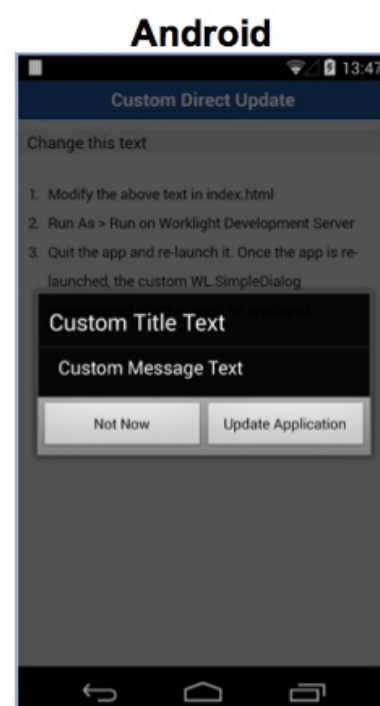 Android
13:47
Custom Direct Update
Change this text
1. Modify the above text in index.html
2. Run As > Run on Worklight Development Server
3. Quit the app and re-launch it. Once the app is re-
launched, the custom WL.SimpleDialog
Custom Title Text
Custom Message Text
Not Now
Update Application